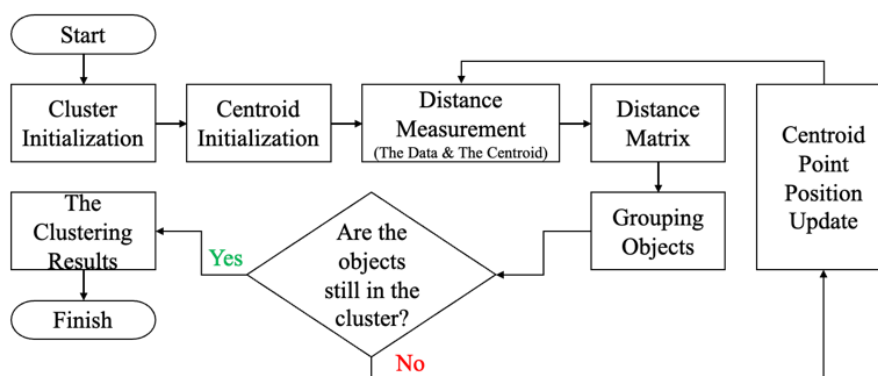 Start
Cluster
Initialization
Centroid
Initialization
Distance
Measurement
(The Data & The Centroid)
Distance
Matrix
Centroid
Point
Position
Update
Grouping
Objects
Are the
objects
still in the
cluster?
Yes
No
The
Clustering
Results
Finish